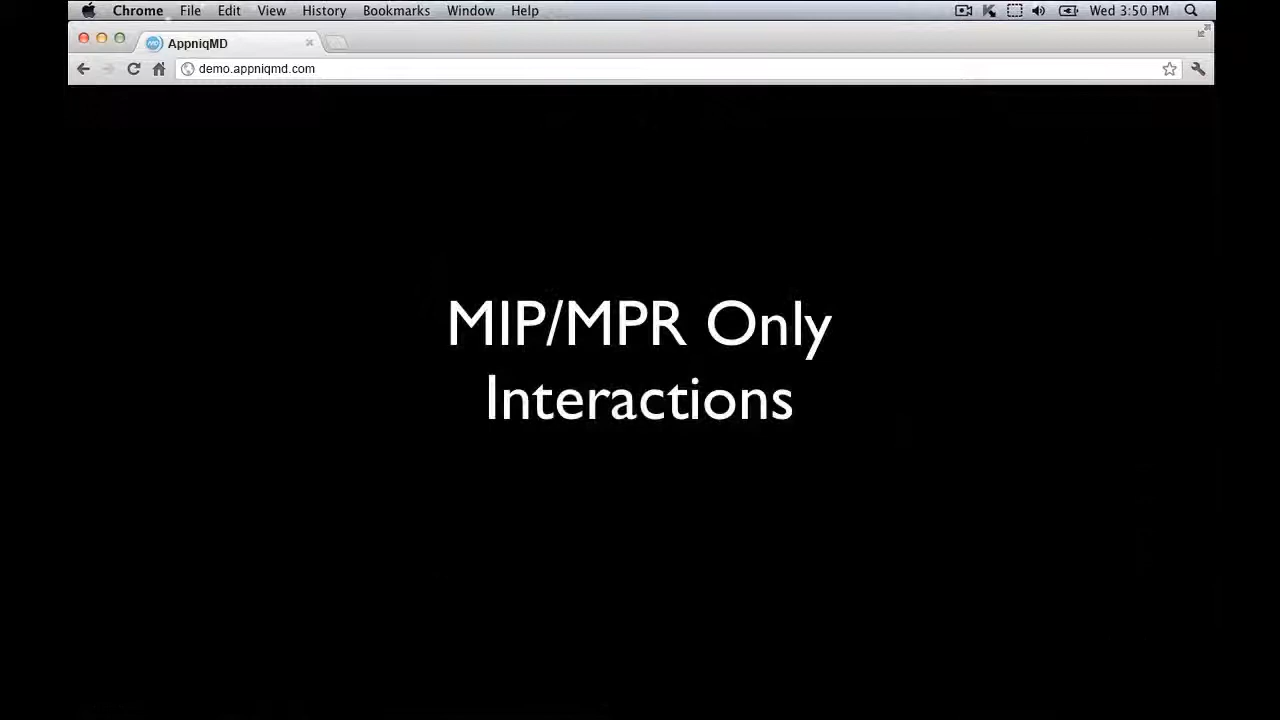 Chrome File Edit View History Bookmarks Window Help Wed 3:50 PM
AppniqMD
demo.appniqmd.com
MIP/MPR Only
Interactions